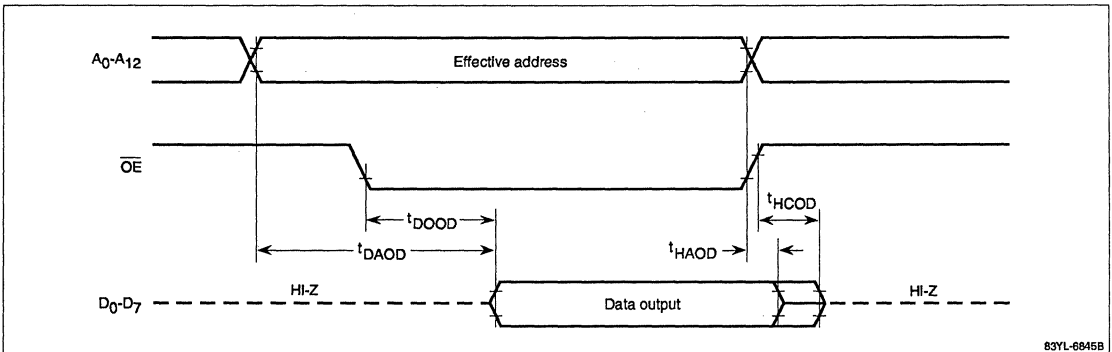 A0-A12
Effective address
OE
tDOOD
tHCOD
tDAOD
tHAOD
D0-D7
HI-Z
Data output
HI-Z
83YL-6845B